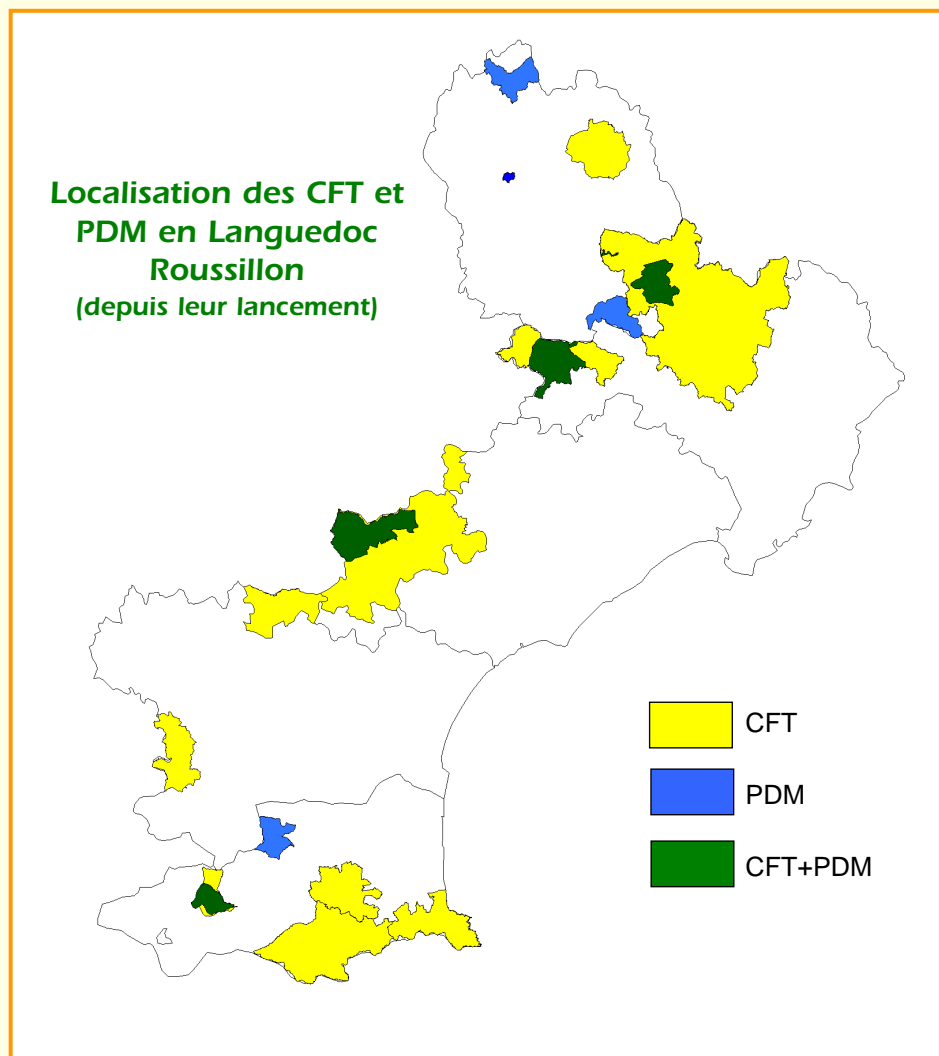 Localisation des CFT et
PDM en Languedoc
Roussillon
(depuis leur lancement)
CFT
PDM
CFT+PDM